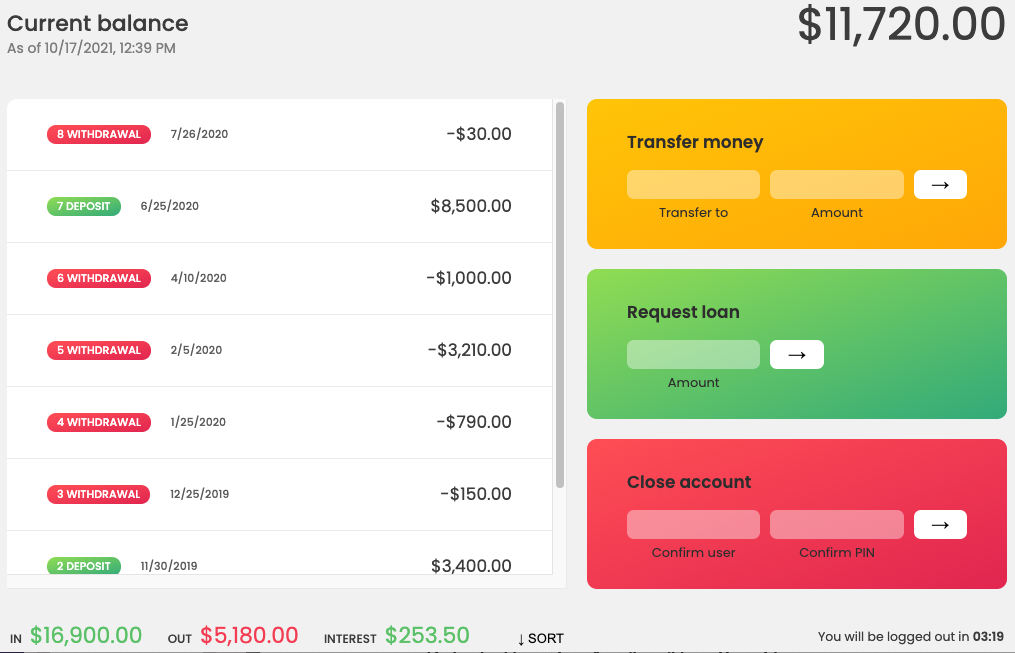 Current balance
$11,720.00
As of 10/17/2021, 12:39 PM
8 WITHDRAWAL 7/26/2020 -$30.00
7 DEPOSIT 6/25/2020 $8,500.00
6 WITHDRAWAL 4/10/2020 -$1,000.00
5 WITHDRAWAL 2/5/2020 -$3,210.00
4 WITHDRAWAL 1/25/2020 -$790.00
3 WITHDRAWAL 12/25/2019 -$150.00
2 DEPOSIT 11/30/2019 $3,400.00
Transfer money
→
Transfer to Amount
Request loan
→
Amount
Close account
→
Confirm user Confirm PIN
IN $16,900.00 OUT $5,180.00 INTEREST $253.50 ↓ SORT
You will be logged out in 03:19